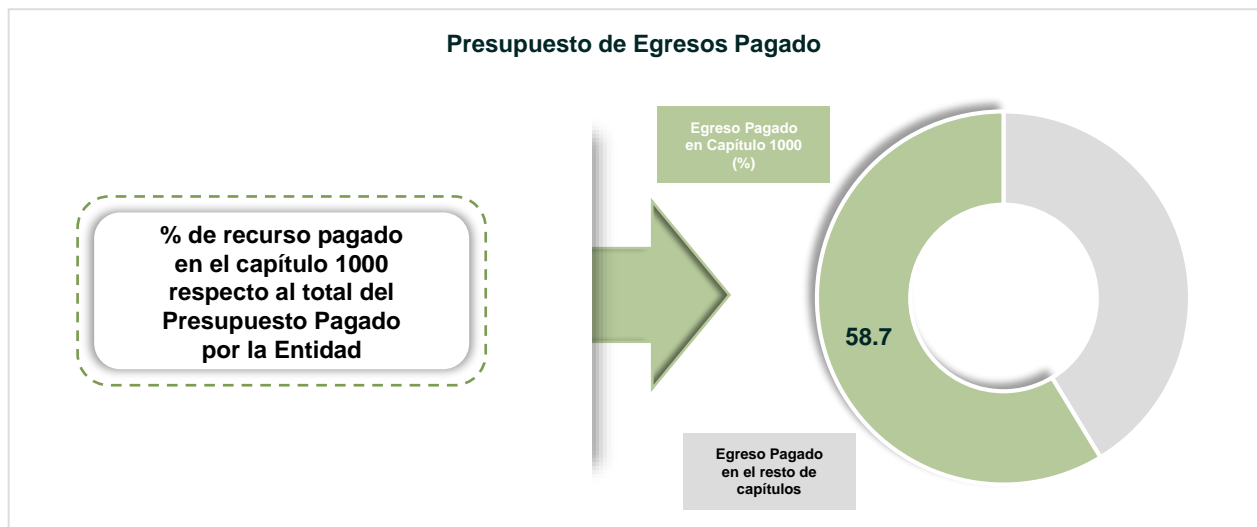 Presupuesto de Egresos Pagado
Egreso Pagado
en Capítulo 1000
(%)
% de recurso pagado
en el capítulo 1000
respecto al total del
Presupuesto Pagado
por la Entidad
58.7
Egreso Pagado
en el resto de
capítulos